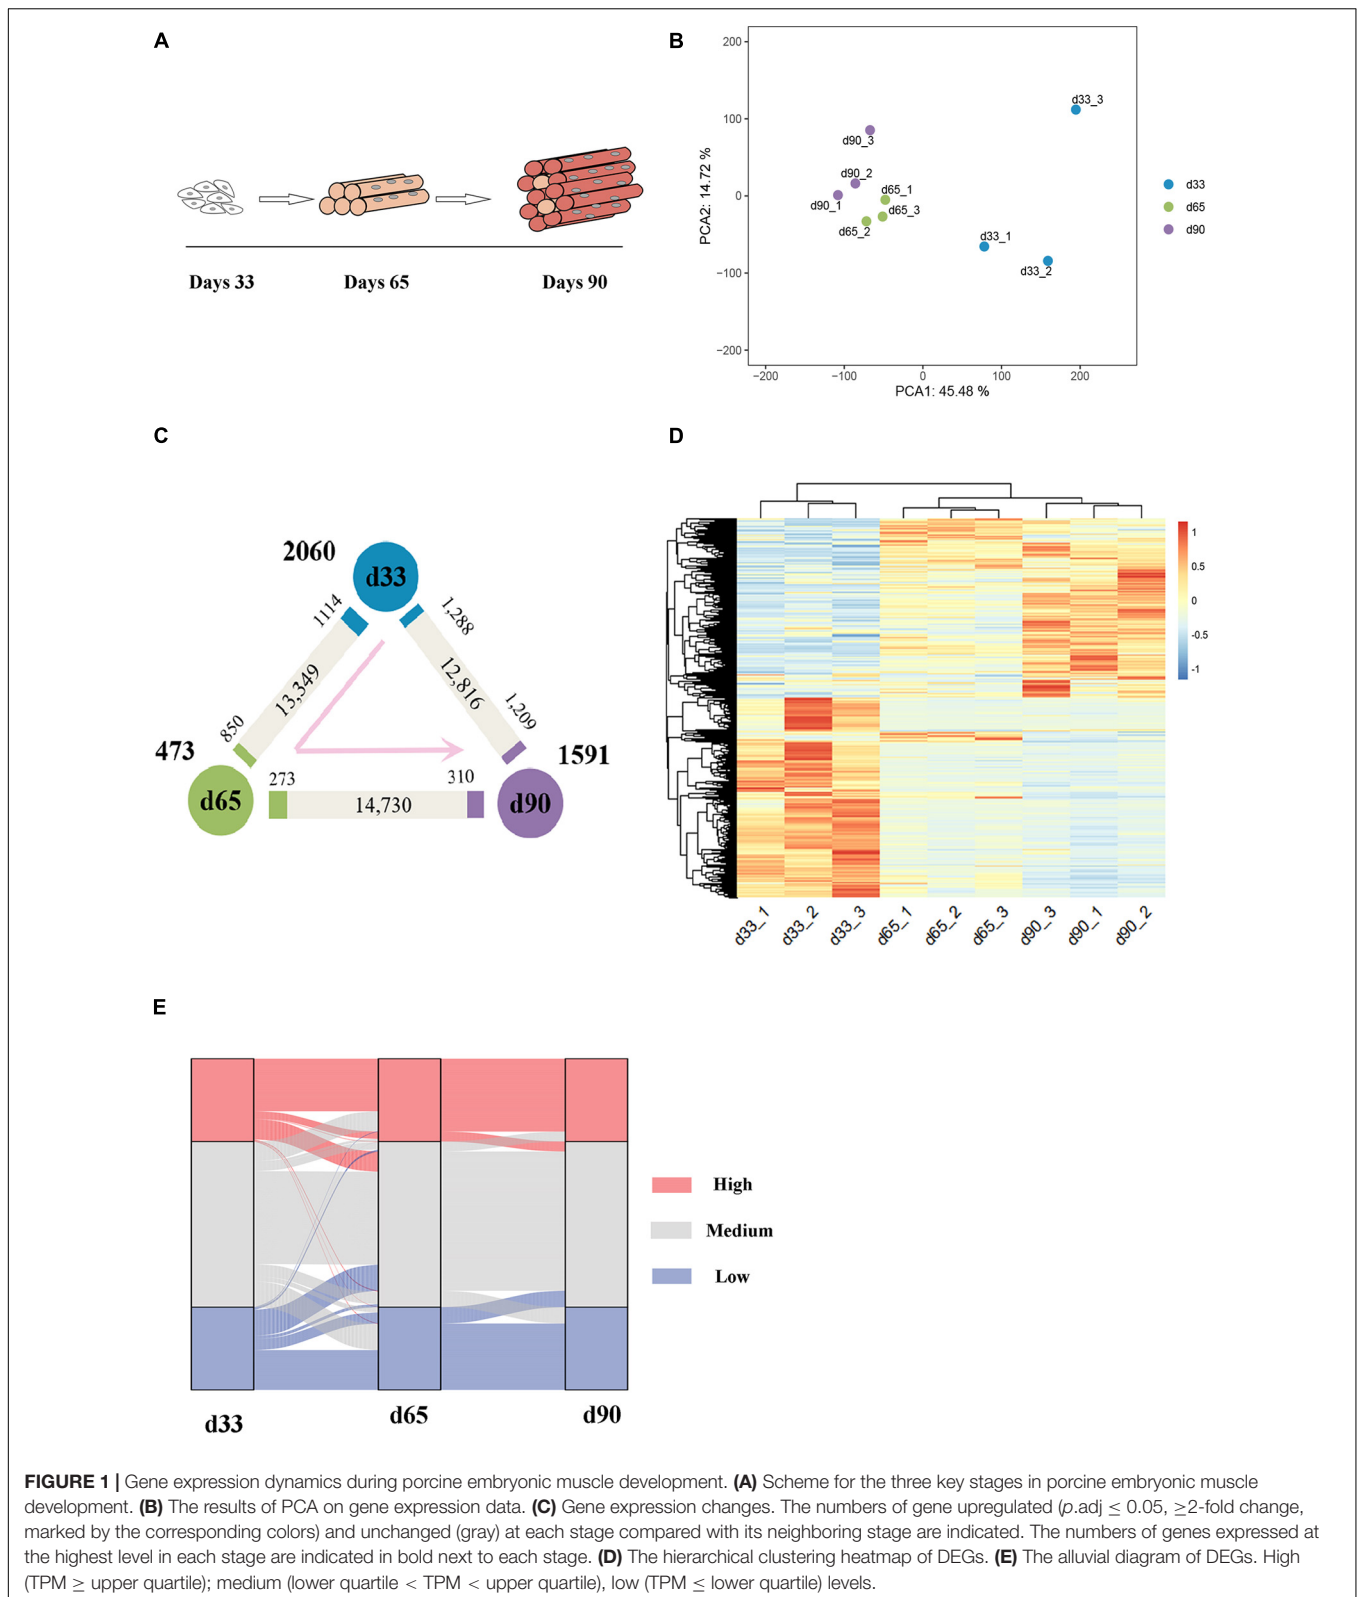 A
Days 33
Days 65
Days 90
B
200
100
0
−100
−200
PCA2: 14.72 %
d33_3
d90_3
d90_2
d90_1
d65_1
d65_3
d65_2
d33_1
d33_2
−200
−100
0
100
200
PCA1: 45.48 %
d33
d65
d90
C
2060
d33
1114
1,288
13,349
12,816
850
1,209
473
1591
d65
273
14,730
310
d90
D
1
0.5
0
-0.5
-1
d33_1
d33_2
d33_3
d65_1
d65_2
d65_3
d90_3
d90_1
d90_2
E
High
Medium
Low
d33
d65
d90
FIGURE 1 | Gene expression dynamics during porcine embryonic muscle development. (A) Scheme for the three key stages in porcine embryonic muscle
development. (B) The results of PCA on gene expression data. (C) Gene expression changes. The numbers of gene upregulated (p.adj ≤ 0.05, ≥2-fold change,
marked by the corresponding colors) and unchanged (gray) at each stage compared with its neighboring stage are indicated. The numbers of genes expressed at
the highest level in each stage are indicated in bold next to each stage. (D) The hierarchical clustering heatmap of DEGs. (E) The alluvial diagram of DEGs. High
(TPM ≥ upper quartile); medium (lower quartile < TPM < upper quartile), low (TPM ≤ lower quartile) levels.